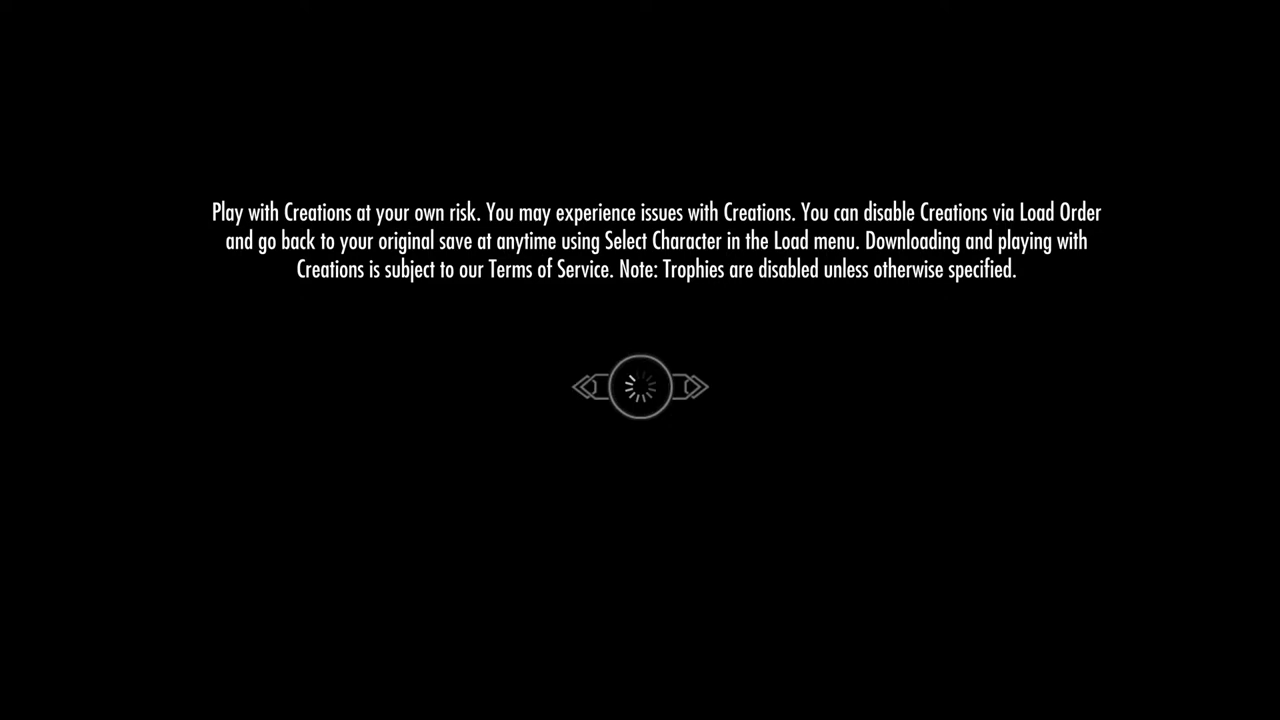 Play with Creations at your own risk. You may experience issues with Creations. You can disable Creations via Load Order
and go back to your original save at anytime using Select Character in the Load menu. Downloading and playing with
Creations is subject to our Terms of Service. Note: Trophies are disabled unless otherwise specified.